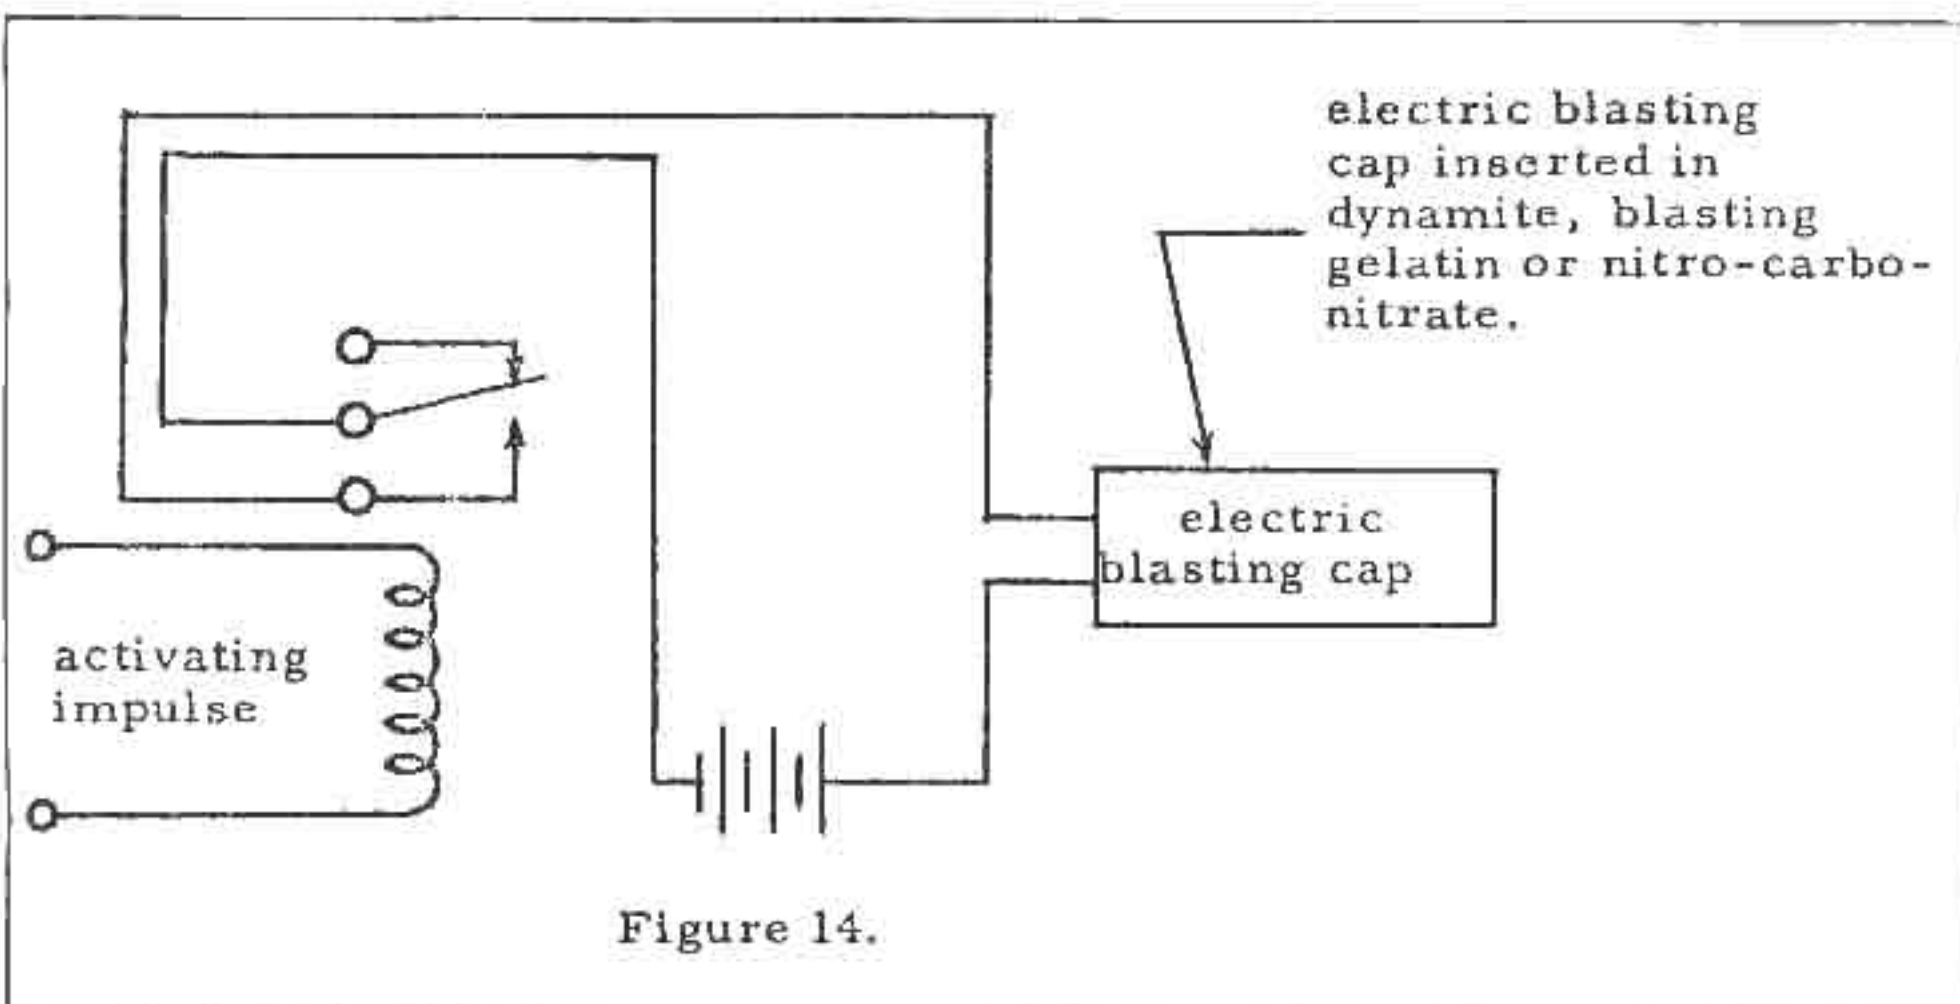 electric blasting
cap inserted in
dynamite, blasting
gelatin or nitro-carbo-
nitrate.
electric
blasting cap
activating
impulse
Figure 14.